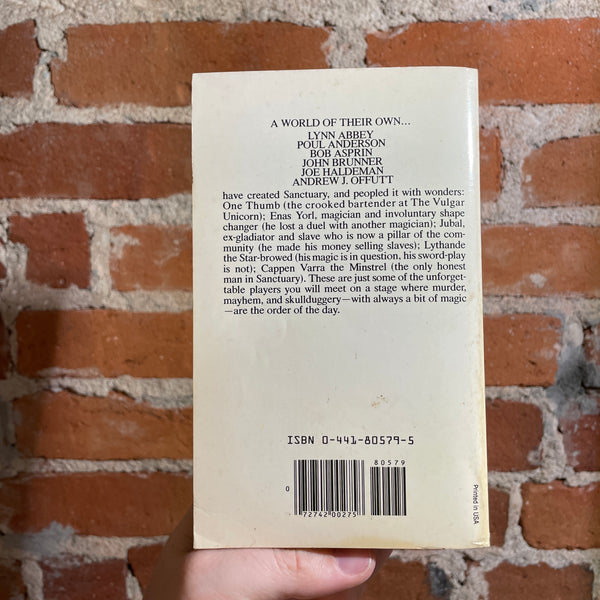 A WORLD OF THEIR OWN...
LYNN ABBEY
POUL ANDERSON
BOB ASPRIN
JOHN BRUNNER
JOE HALDEMAN
ANDREW J. OFFUTT
have created Sanctuary, and peopled it with wonders:
One Thumb (the crooked bartender at The Vulgar
Unicorn); Enas Yorl, magician and involuntary shape
changer (he lost a duel with another magician); Jubal,
ex-gladiator and slave who is now a pillar of the com-
munity (he made his money selling slaves); Lythande
the Star-browed (his magic is in question, his sword-play
is not); Cappen Varra the Minstrel (the only honest
man in Sanctuary). These are just some of the unforget-
table players you will meet on a stage where murder,
mayhem, and skullduggery—with always a bit of magic
—are the order of the day.
ISBN 0-441-80579-5
80579
0 72742 00275
Printed in USA